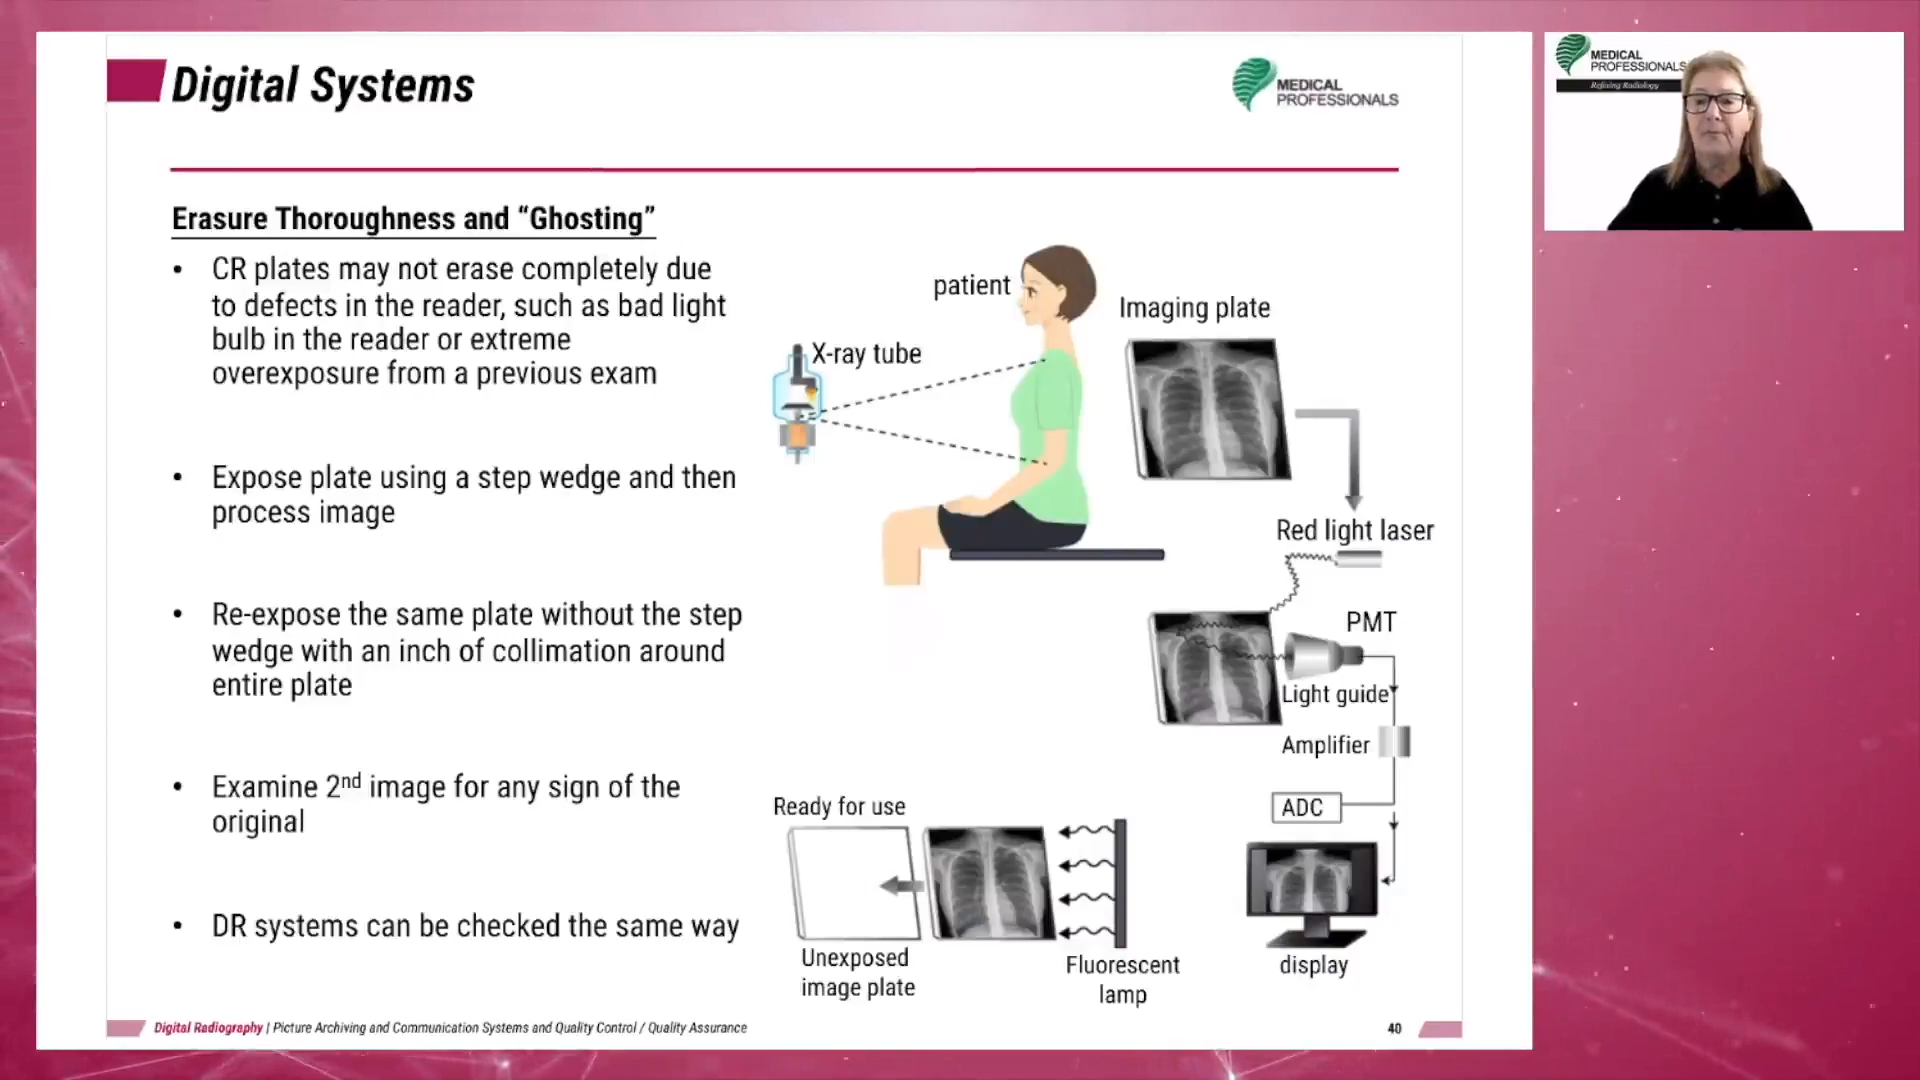 Digital Systems
MEDICAL
PROFESSIONALS
MEDICAL
PROFESSIONALS
Refining Radiology
Erasure Thoroughness and “Ghosting”
• CR plates may not erase completely due
to defects in the reader, such as bad light
bulb in the reader or extreme
overexposure from a previous exam
• Expose plate using a step wedge and then
process image
• Re-expose the same plate without the step
wedge with an inch of collimation around
entire plate
• Examine 2nd image for any sign of the
original
• DR systems can be checked the same way
patient
Imaging plate
X-ray tube
Red light laser
PMT
Light guide
Amplifier
ADC
Ready for use
Unexposed
image plate
Fluorescent
lamp
display
Digital Radiography | Picture Archiving and Communication Systems and Quality Control / Quality Assurance
40